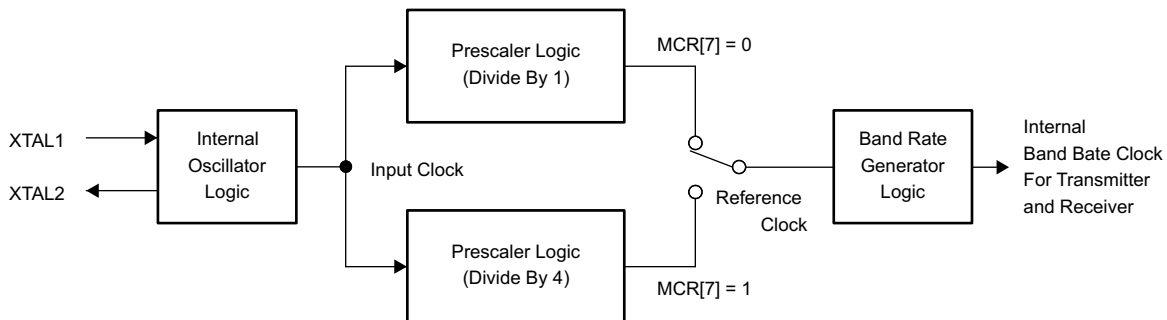 Prescaler Logic
(Divide By 1)
MCR[7] = 0
XTAL1
XTAL2
Internal
Oscillator
Logic
Input Clock
Reference
Clock
Band Rate
Generator
Logic
Internal
Band Bate Clock
For Transmitter
and Receiver
Prescaler Logic
(Divide By 4)
MCR[7] = 1